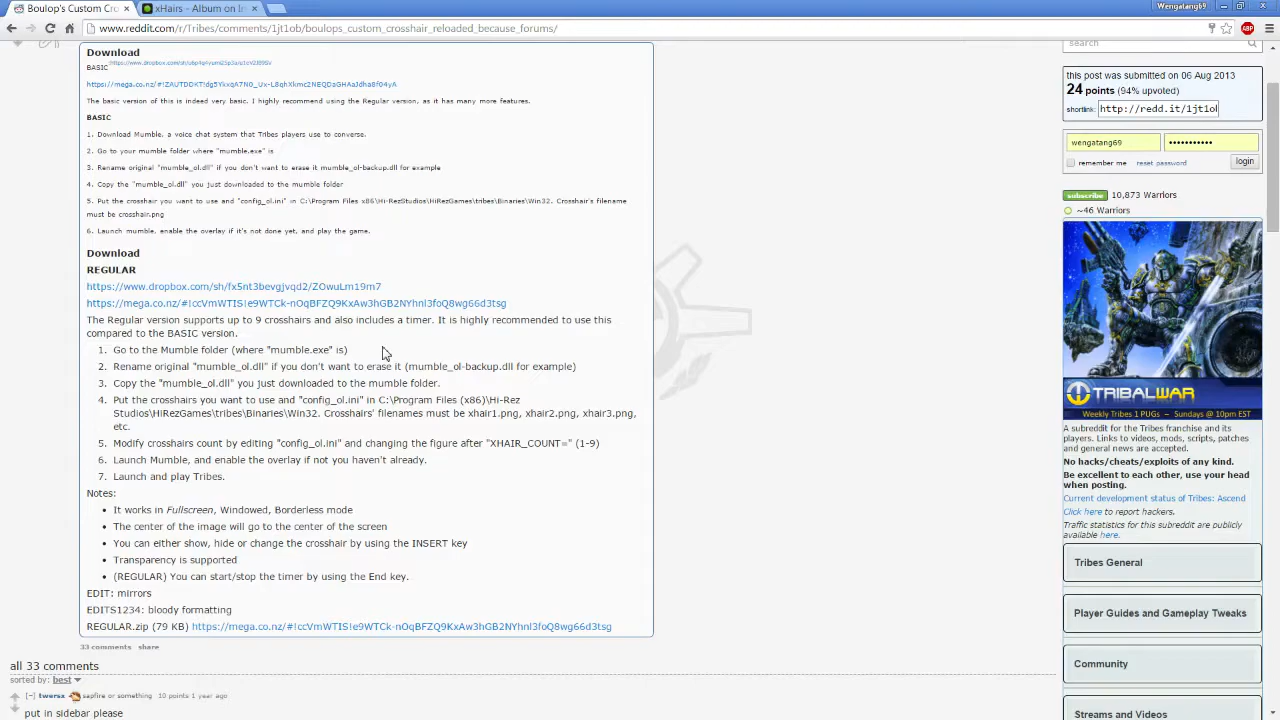 Boulop's Custom Cro
xHairs - Album on Im
Wengatang69
www.reddit.com/r/Tribes/comments/1jt1ob/boulops_custom_crosshair_reloaded_because_forums/
Download
BASIC
The basic version of this is indeed very basic. I highly recommend using the Regular version, as it has many more features.
BASIC
1. Download Mumble, a voice chat system that Tribes players use to converse.
2. Go to your mumble folder where "mumble.exe" is
3. Rename original "mumble_ol.dll" if you don't want to erase it mumble_ol-backup.dll for example
4. Copy the "mumble_ol.dll" you just downloaded to the mumble folder
5. Put the crosshair you want to use and "config_ol.ini" in C:\Program Files x86\Hi-RezStudios\HiRezGames\tribes\Binaries\Win32. Crosshair's filename
must be crosshair.png
6. Launch mumble, enable the overlay if it's not done yet, and play the game.
Download
REGULAR
https://www.dropbox.com/sh/fx5nt3bevgjvqd2/ZOwuLm19m7
https://mega.co.nz/#!ccVmWTIS!e9WTCk-nOqBFZQ9KxAw3hGB2NYhnl3foQ8wg66d3tsg
The Regular version supports up to 9 crosshairs and also includes a timer. It is highly recommended to use this
compared to the BASIC version.
1. Go to the Mumble folder (where "mumble.exe" is)
2. Rename original "mumble_ol.dll" if you don't want to erase it (mumble_ol-backup.dll for example)
3. Copy the "mumble_ol.dll" you just downloaded to the mumble folder.
4. Put the crosshairs you want to use and "config_ol.ini" in C:\Program Files (x86)\Hi-Rez
Studios\HiRezGames\tribes\Binaries\Win32. Crosshairs' filenames must be xhair1.png, xhair2.png, xhair3.png,
etc.
5. Modify crosshairs count by editing "config_ol.ini" and changing the figure after "XHAIR_COUNT=" (1-9)
6. Launch Mumble, and enable the overlay if not you haven't already.
7. Launch and play Tribes.
Notes:
• It works in Fullscreen, Windowed, Borderless mode
• The center of the image will go to the center of the screen
• You can either show, hide or change the crosshair by using the INSERT key
• Transparency is supported
• (REGULAR) You can start/stop the timer by using the End key.
EDIT: mirrors
EDITS1234: bloody formatting
REGULAR.zip (79 KB) https://mega.co.nz/#!ccVmWTIS!e9WTCk-nOqBFZQ9KxAw3hGB2NYhnl3foQ8wg66d3tsg
33 comments share
all 33 comments
sorted by: best
[-] twersx sapfire or something 10 points 1 year ago
put in sidebar please
search
this post was submitted on 06 Aug 2013
24 points (94% upvoted)
shortlink: http://redd.it/1jt1ol
wengatang69 •••••••••••
remember me reset password login
subscribe 10,873 Warriors
~46 Warriors
TRIBALWAR
Weekly Tribes 1 PUGs – Sundays @ 10pm EST
A subreddit for the Tribes franchise and its
players. Links to videos, mods, scripts, patches
and general news are accepted.
No hacks/cheats/exploits of any kind.
Be excellent to each other, use your head
when posting.
Current development status of Tribes: Ascend
Click here to report hackers.
Traffic statistics for this subreddit are publicly
available here.
Tribes General
Player Guides and Gameplay Tweaks
Community
Streams and Videos